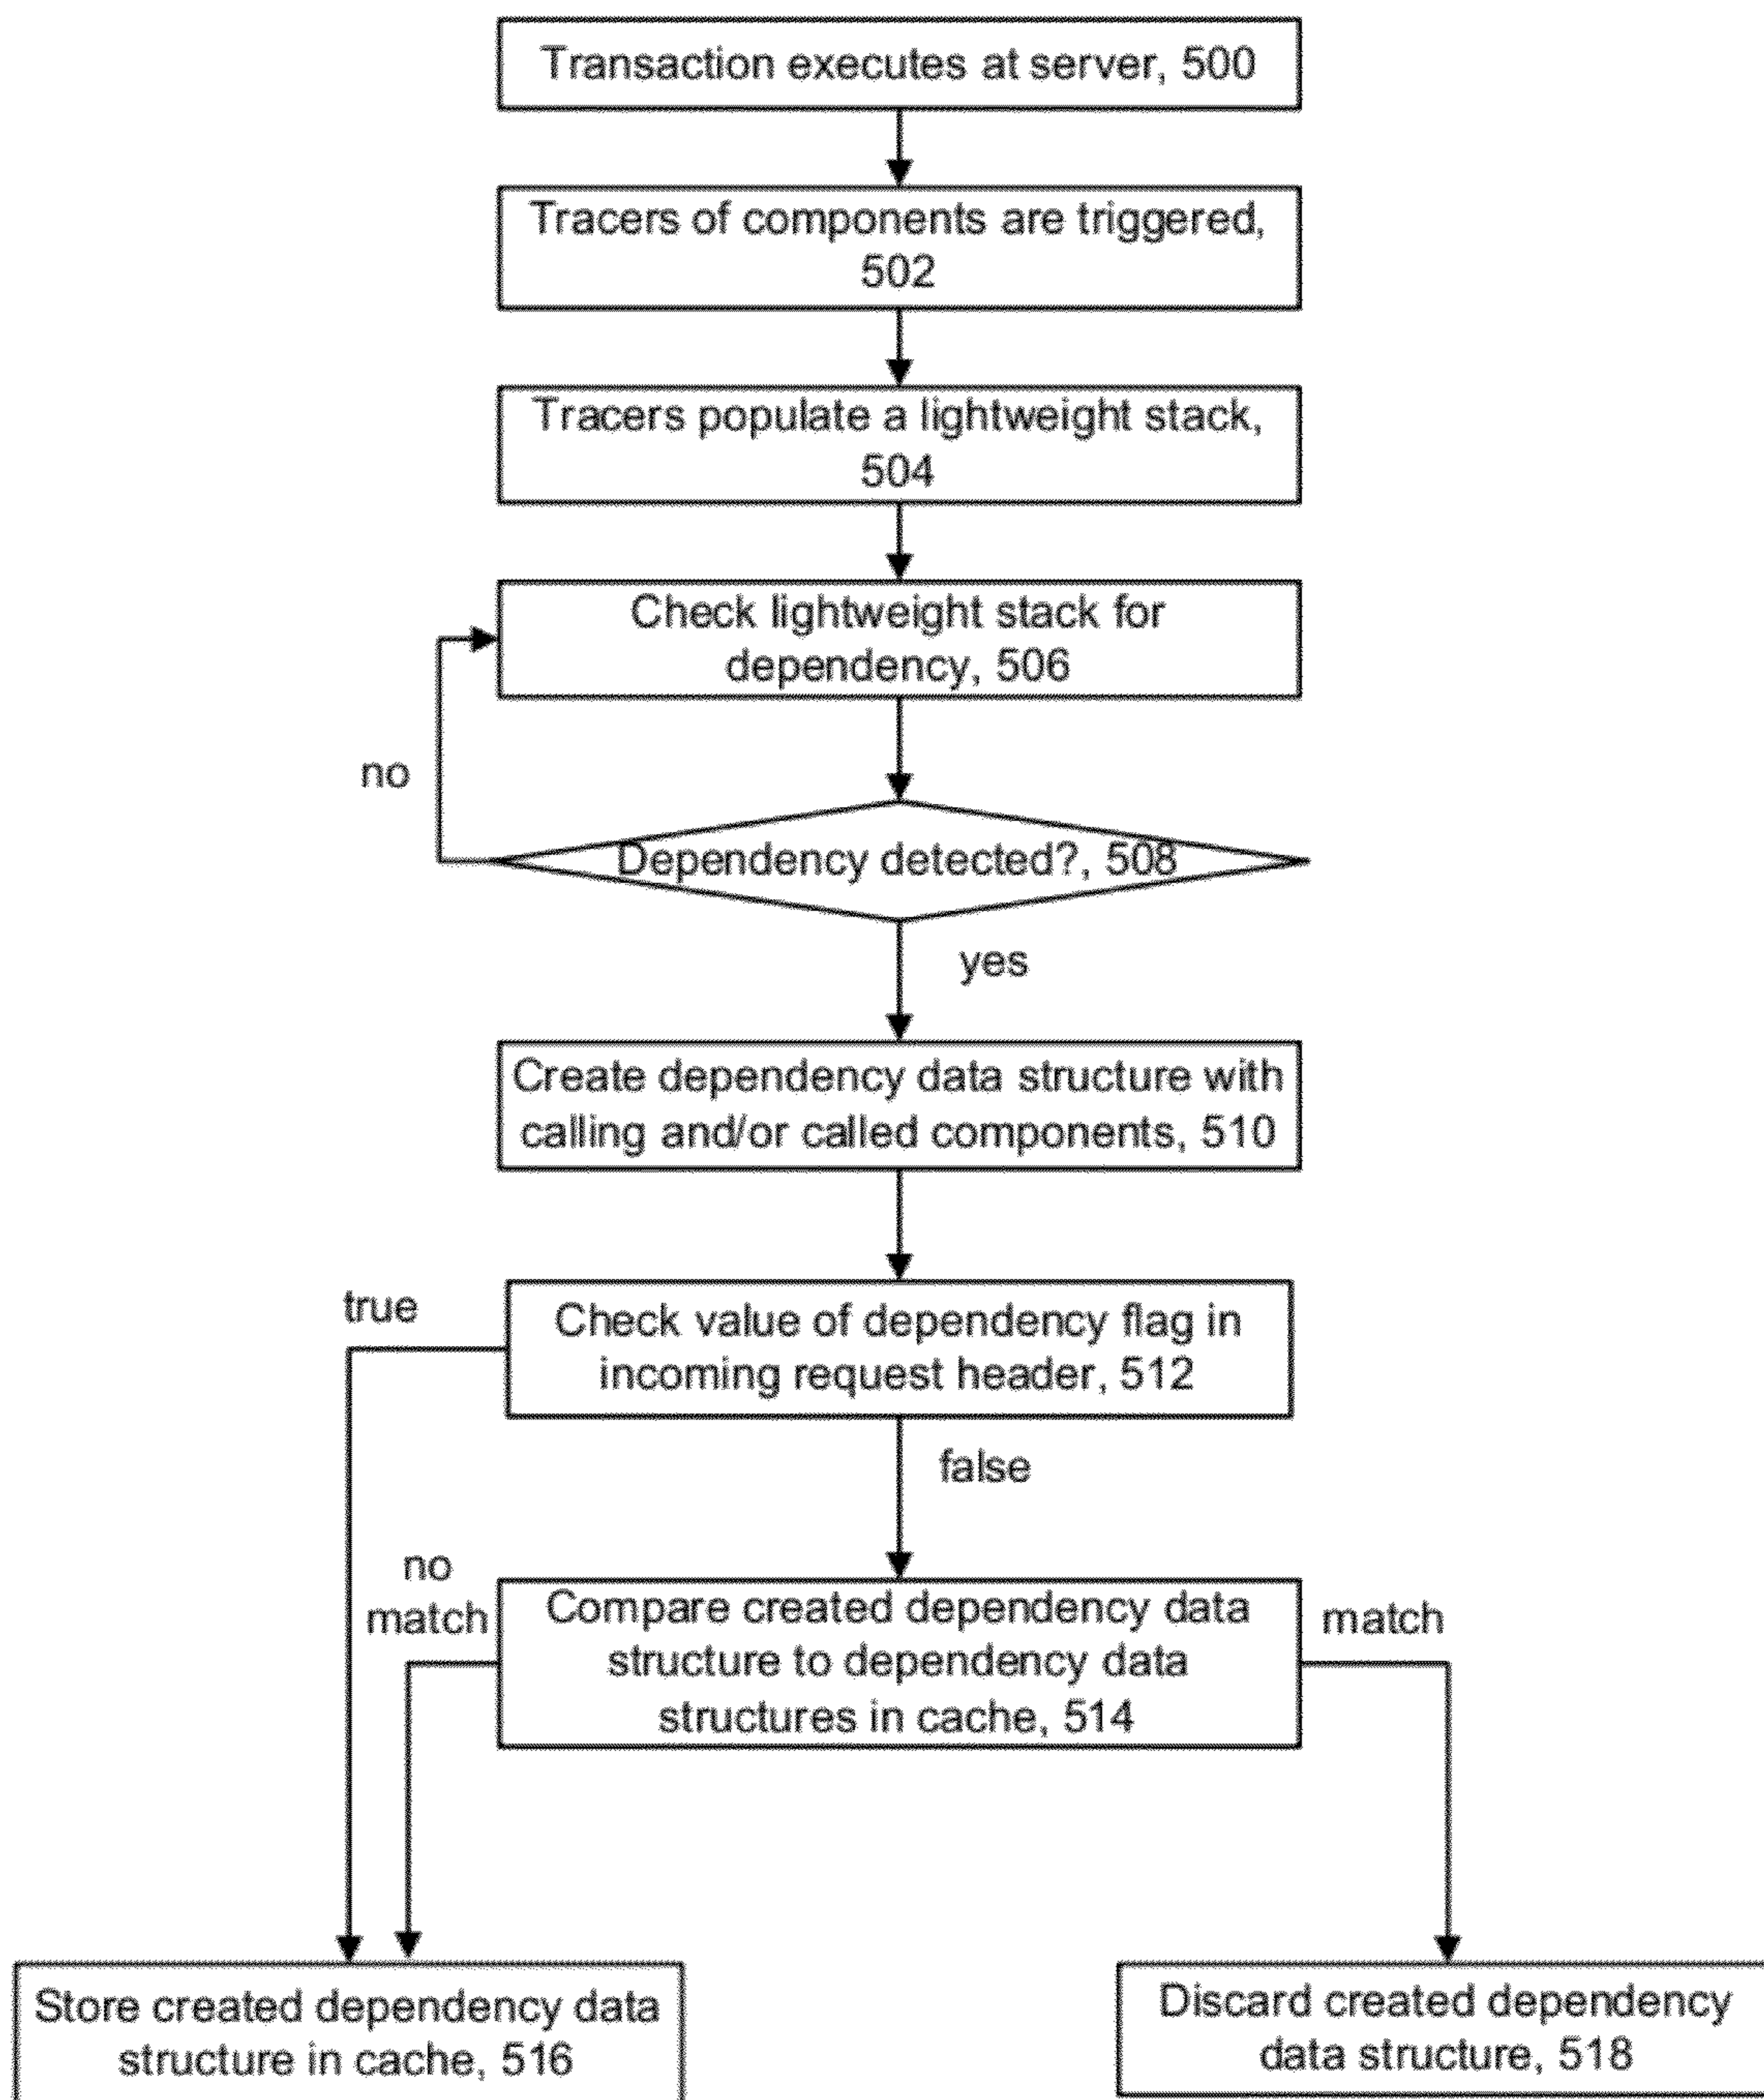 Transaction executes at server, 500
Tracers of components are triggered,
502
Tracers populate a lightweight stack,
504
Check lightweight stack for
dependency, 506
no
Dependency detected?, 508
yes
Create dependency data structure with
calling and/or called components, 510
true
Check value of dependency flag in
incoming request header, 512
false
no
match
Compare created dependency data
structure to dependency data
structures in cache, 514
match
Store created dependency data
structure in cache, 516
Discard created dependency
data structure, 518